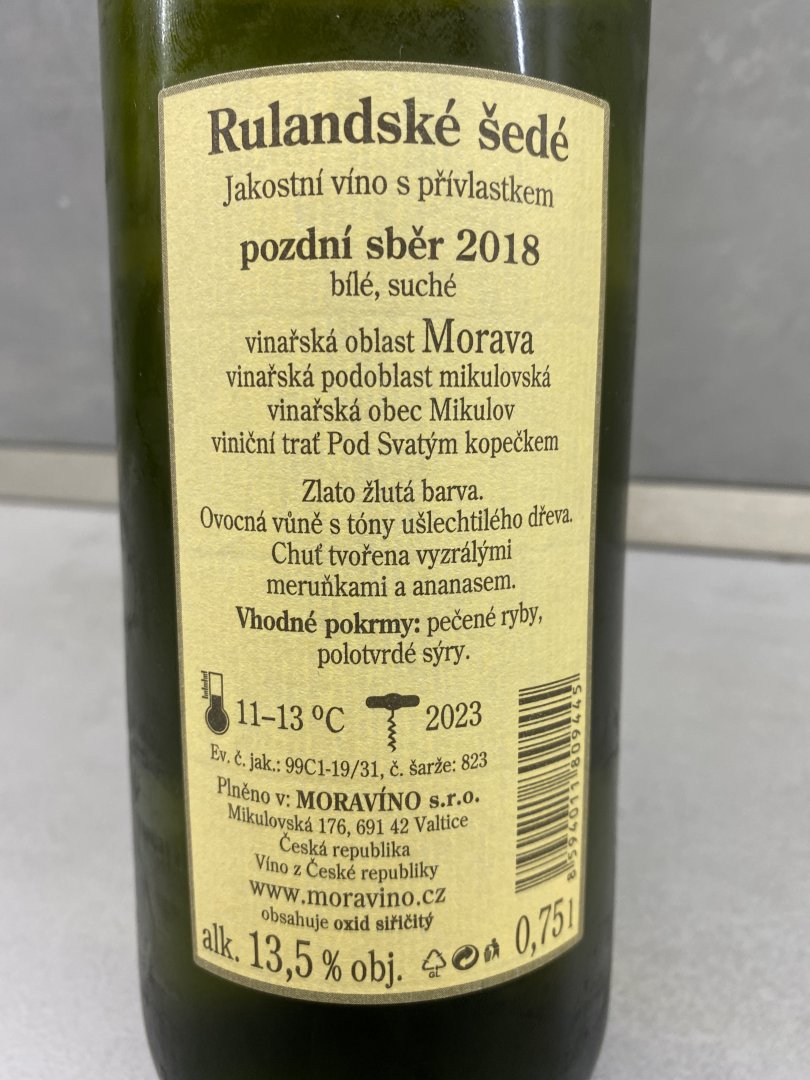 Rulandské šedé
Jakostní víno s přívlastkem
pozdní sběr 2018
bílé, suché
vinařská oblast Morava
vinařská podoblast mikulovská
vinařská obec Mikulov
viniční trať Pod Svatým kopečkem
Zlato žlutá barva.
Ovocná vůně s tóny ušlechtilého dřeva.
Chuť tvořena vyzrálými
meruňkami a ananasem.
Vhodné pokrmy: pečené ryby,
polotvrdé sýry.
11–13 ºC
2023
Ev. č. jak.: 99C1-19/31, č. šarže: 823
Plněno v: MORAVÍNO s.r.o.
Mikulovská 176, 691 42 Valtice
Česká republika
Víno z České republiky
www.moravino.cz
obsahuje oxid siřičitý
alk. 13,5 % obj.
GL
0,75 l
8594011809445